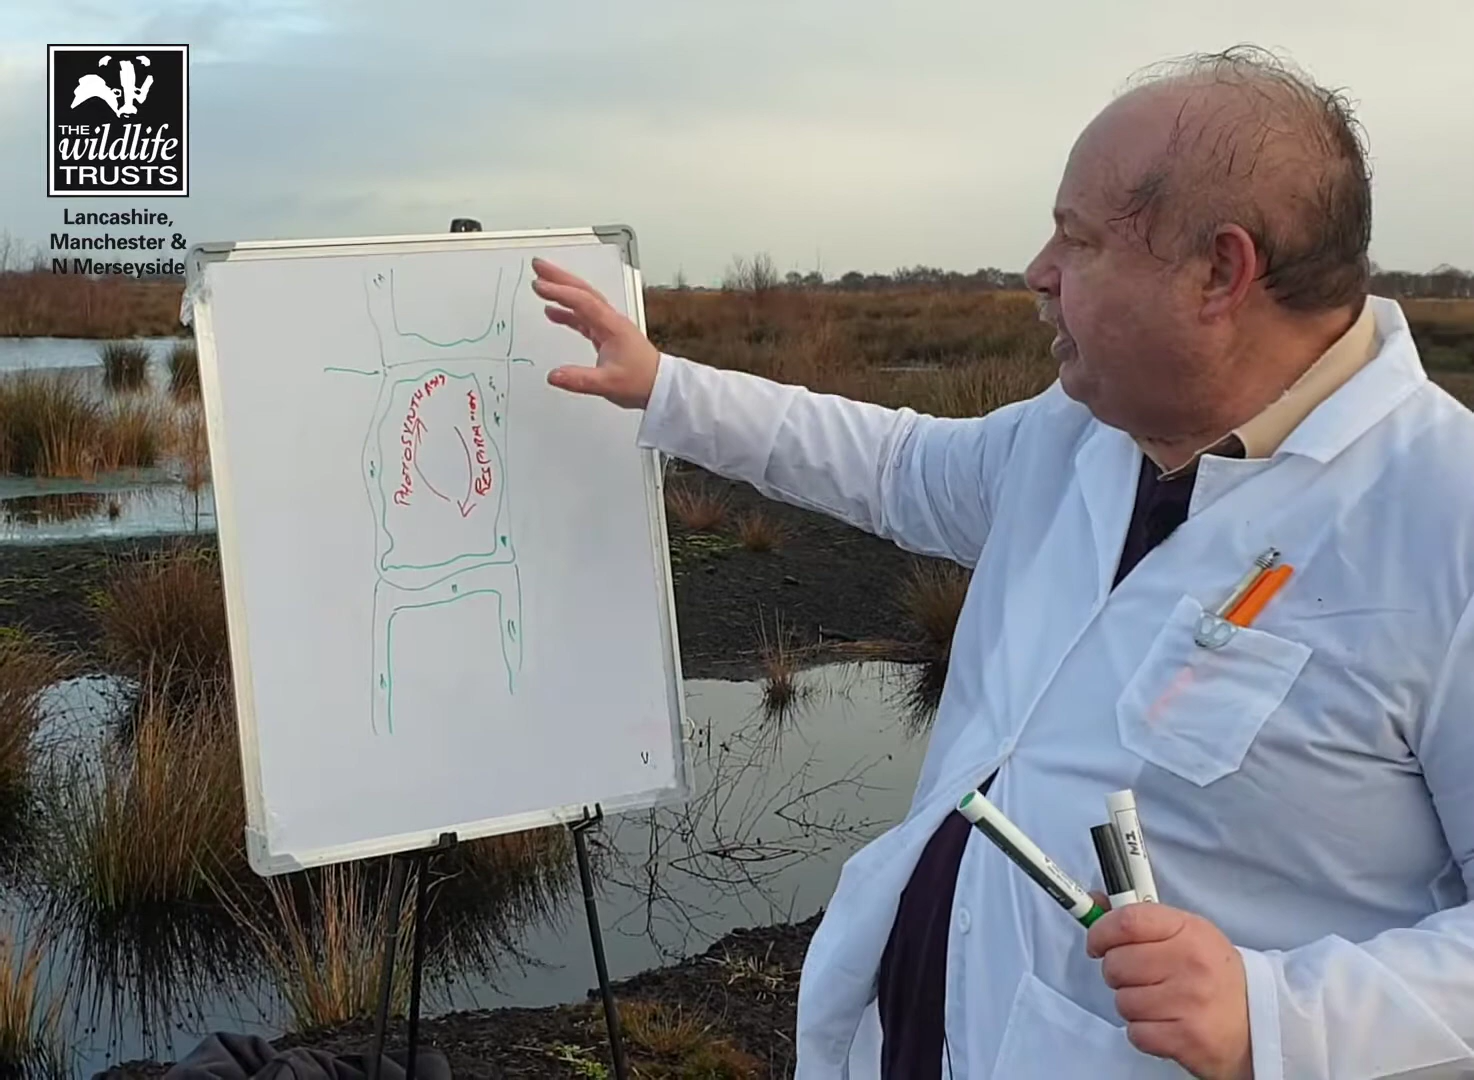 THE
wildlife
TRUSTS
Lancashire,
Manchester &
N Merseyside
PHOTOSYNTHESIS
RESPIRATION